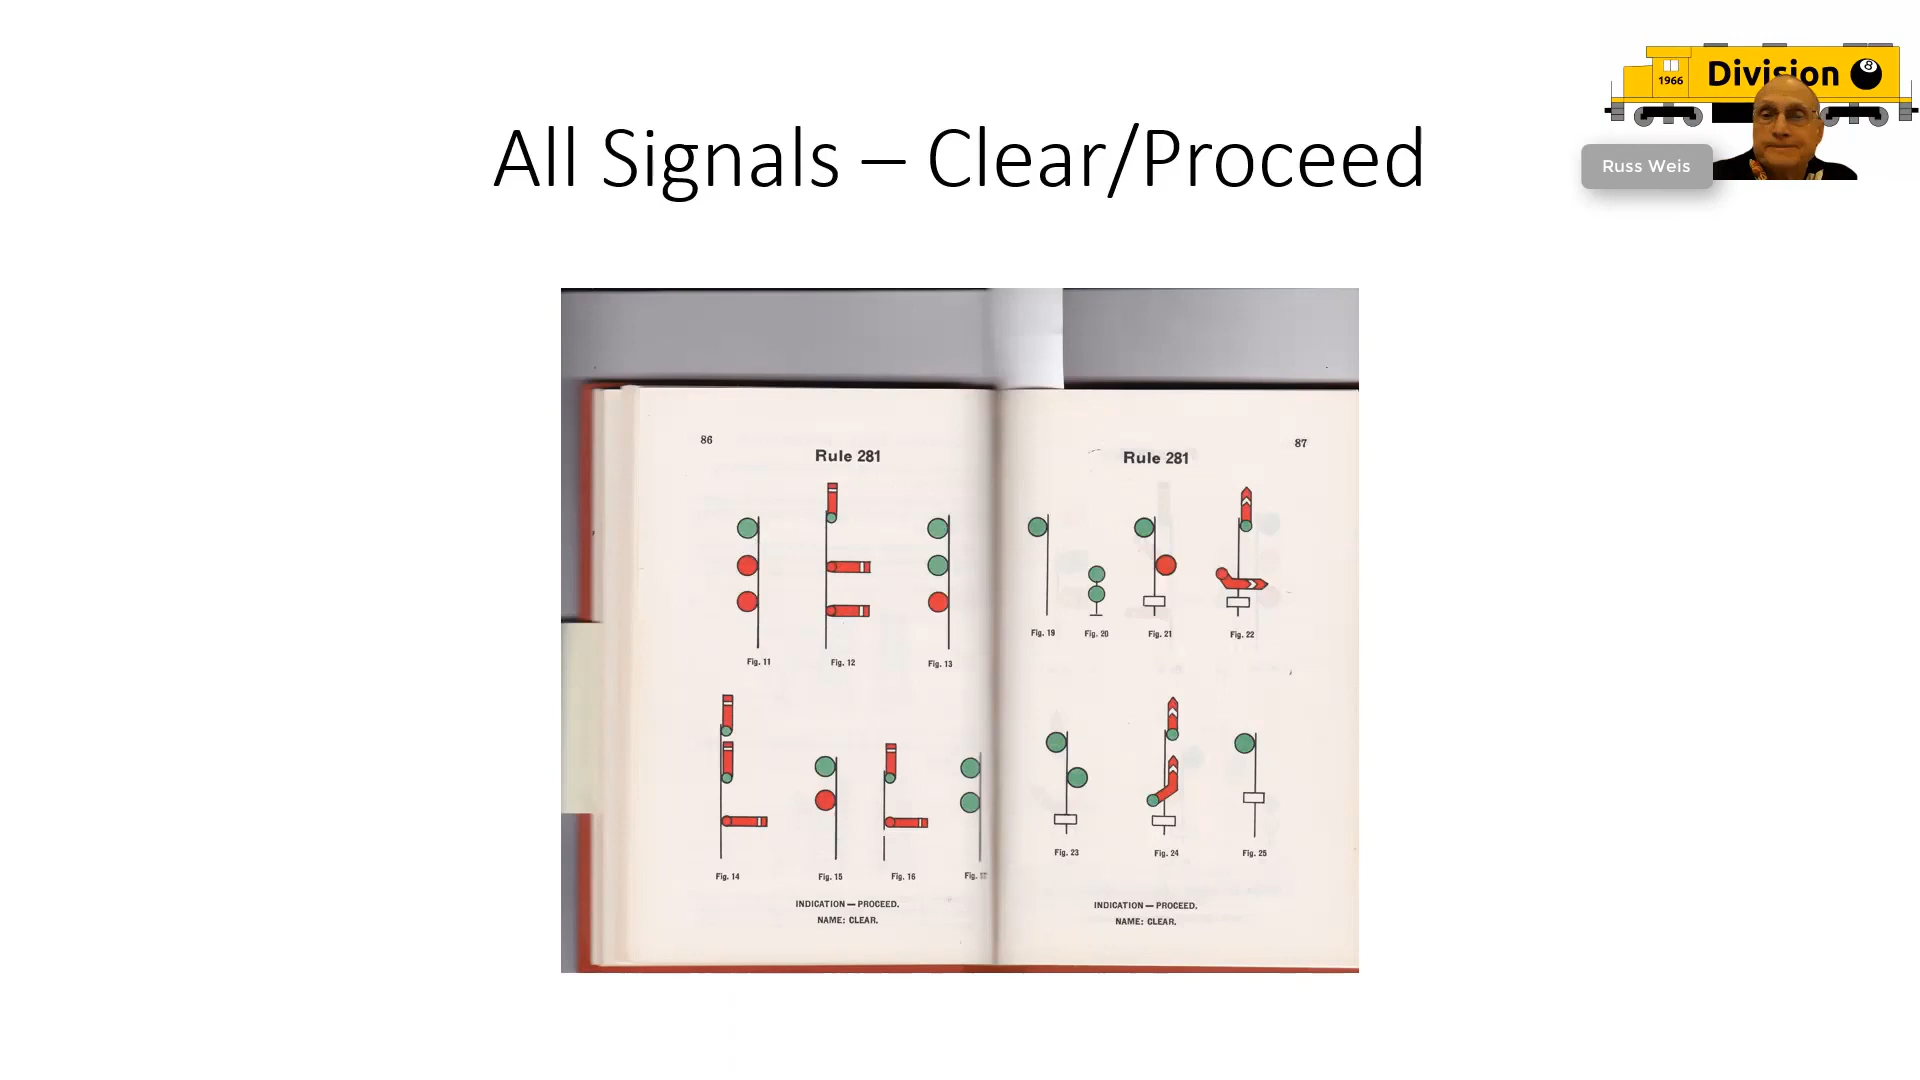 1966
Division
8
Russ Weis
All Signals – Clear/Proceed
86
Rule 281
Fig. 11
Fig. 12
Fig. 13
Fig. 14
Fig. 15
Fig. 16
Fig.
INDICATION — PROCEED.
NAME: CLEAR.
87
Rule 281
Fig. 19
Fig. 20
Fig. 21
Fig. 22
Fig. 23
Fig. 24
Fig. 25
INDICATION — PROCEED.
NAME: CLEAR.